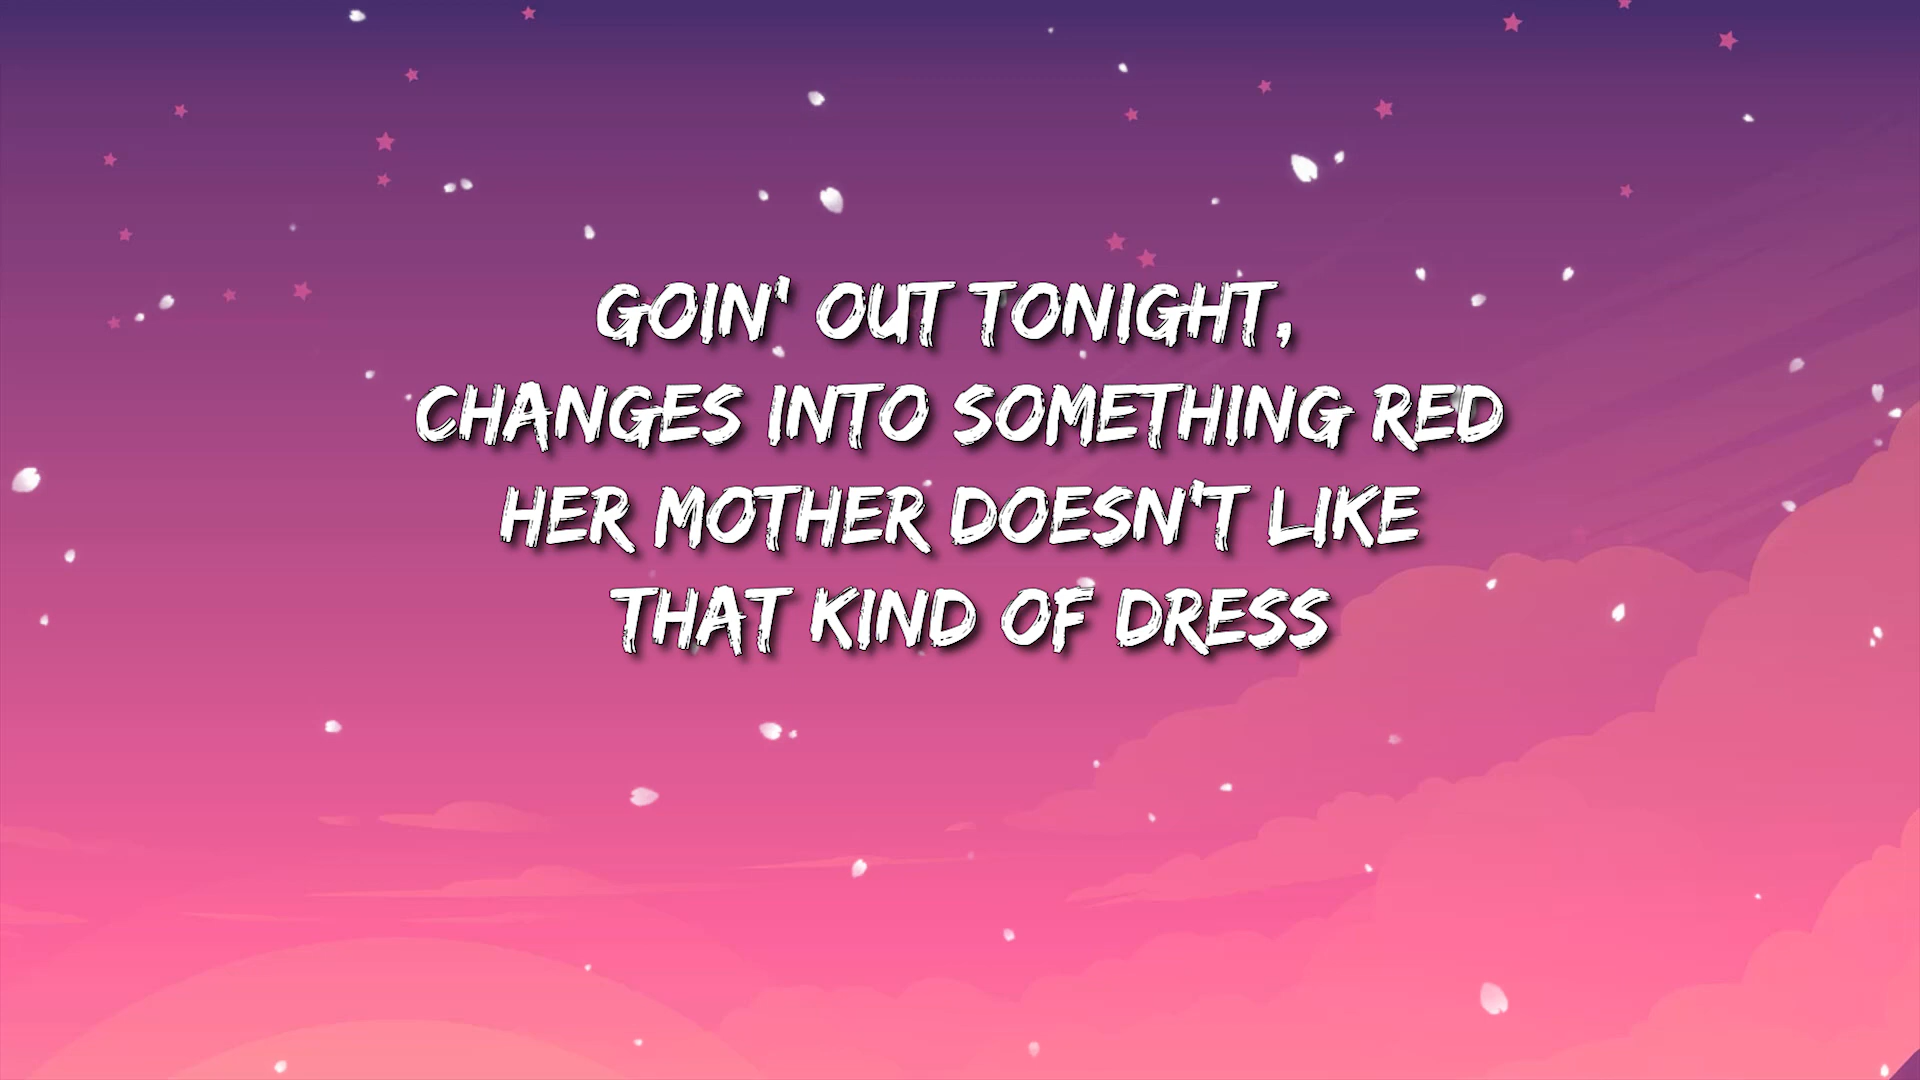 GOIN' OUT TONIGHT,
CHANGES INTO SOMETHING RED
HER MOTHER DOESN'T LIKE
THAT KIND OF DRESS